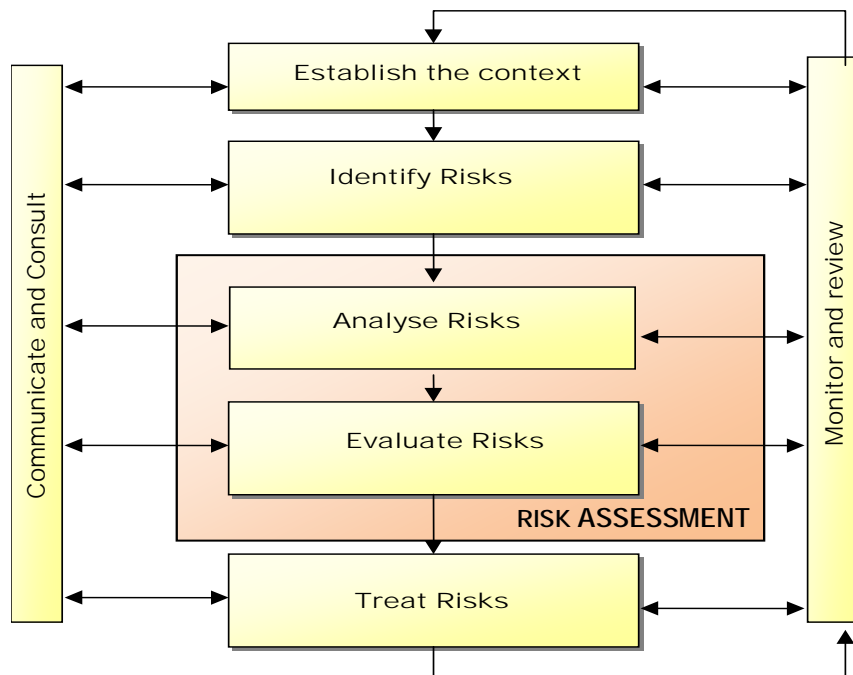 Establish the context
Identify Risks
Analyse Risks
Evaluate Risks
RISK ASSESSMENT
Treat Risks
Communicate and Consult
Monitor and review